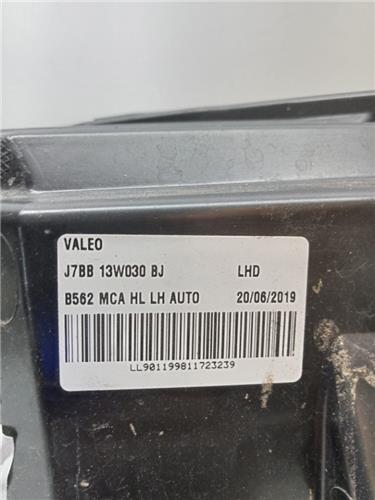 VALEO
J7BB 13W030 BJ LHD
B562 MCA HL LH AUTO 20/06/2019
LL901199811723239